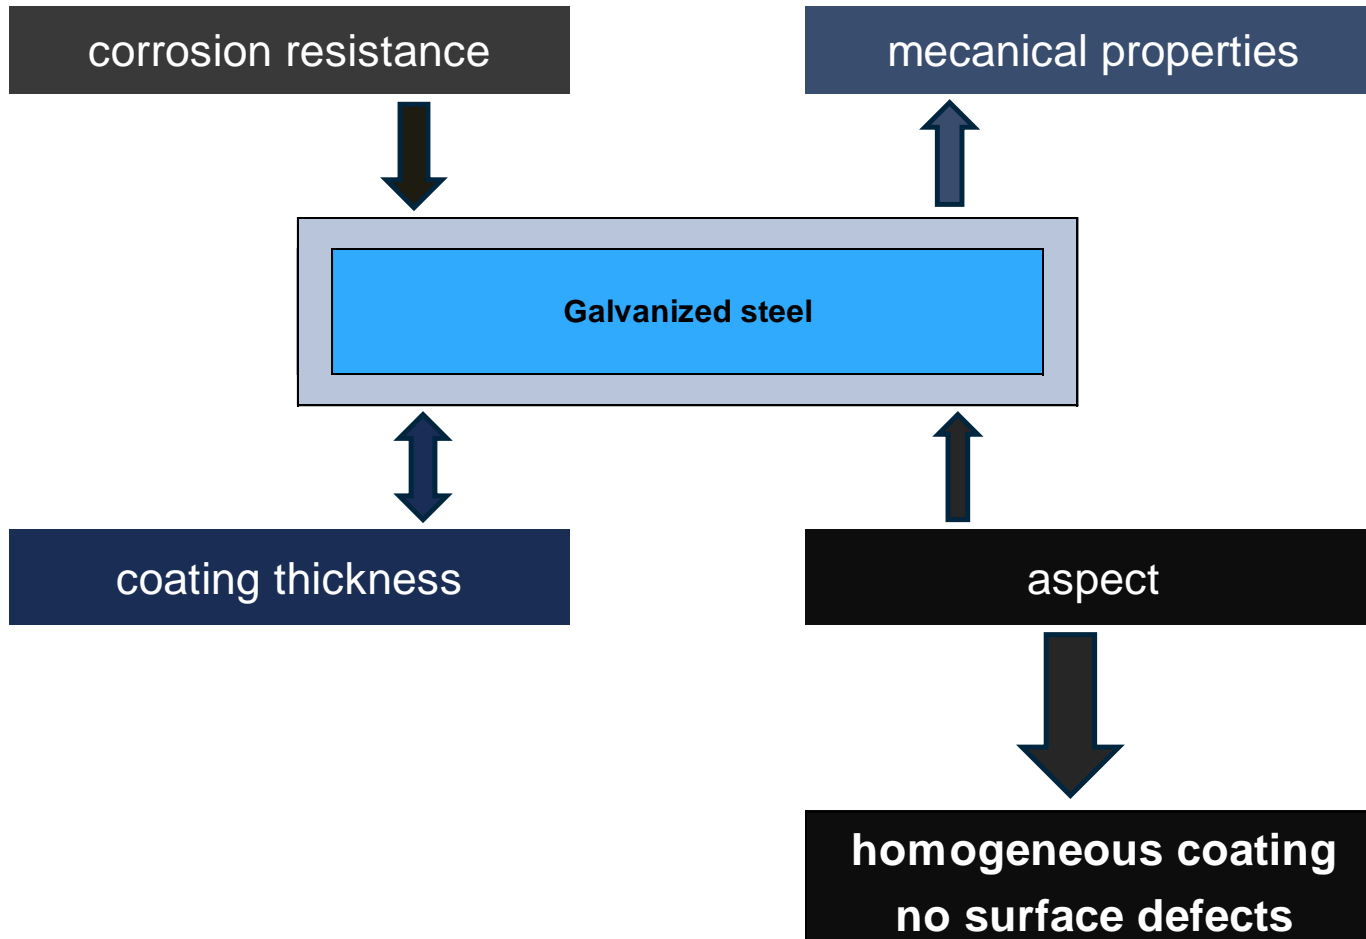 corrosion resistance
mecanical properties
Galvanized steel
coating thickness
aspect
homogeneous coating
no surface defects